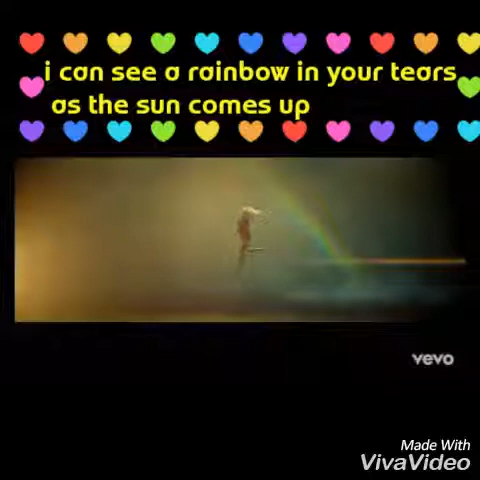 i can see a rainbow in your tears
as the sun comes up
vevo
Made With
VivaVideo